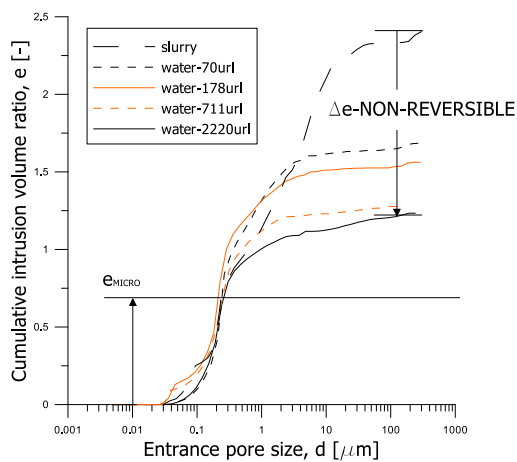 2.5
2
1.5
1
0.5
0
Cumulative intrusion volume ratio, e [-]
slurry
water-70url
water-178url
water-711url
water-2220url
Δe-NON-REVERSIBLE
eMICRO
0.001
0.01
0.1
1
10
100
1000
Entrance pore size, d [μm]